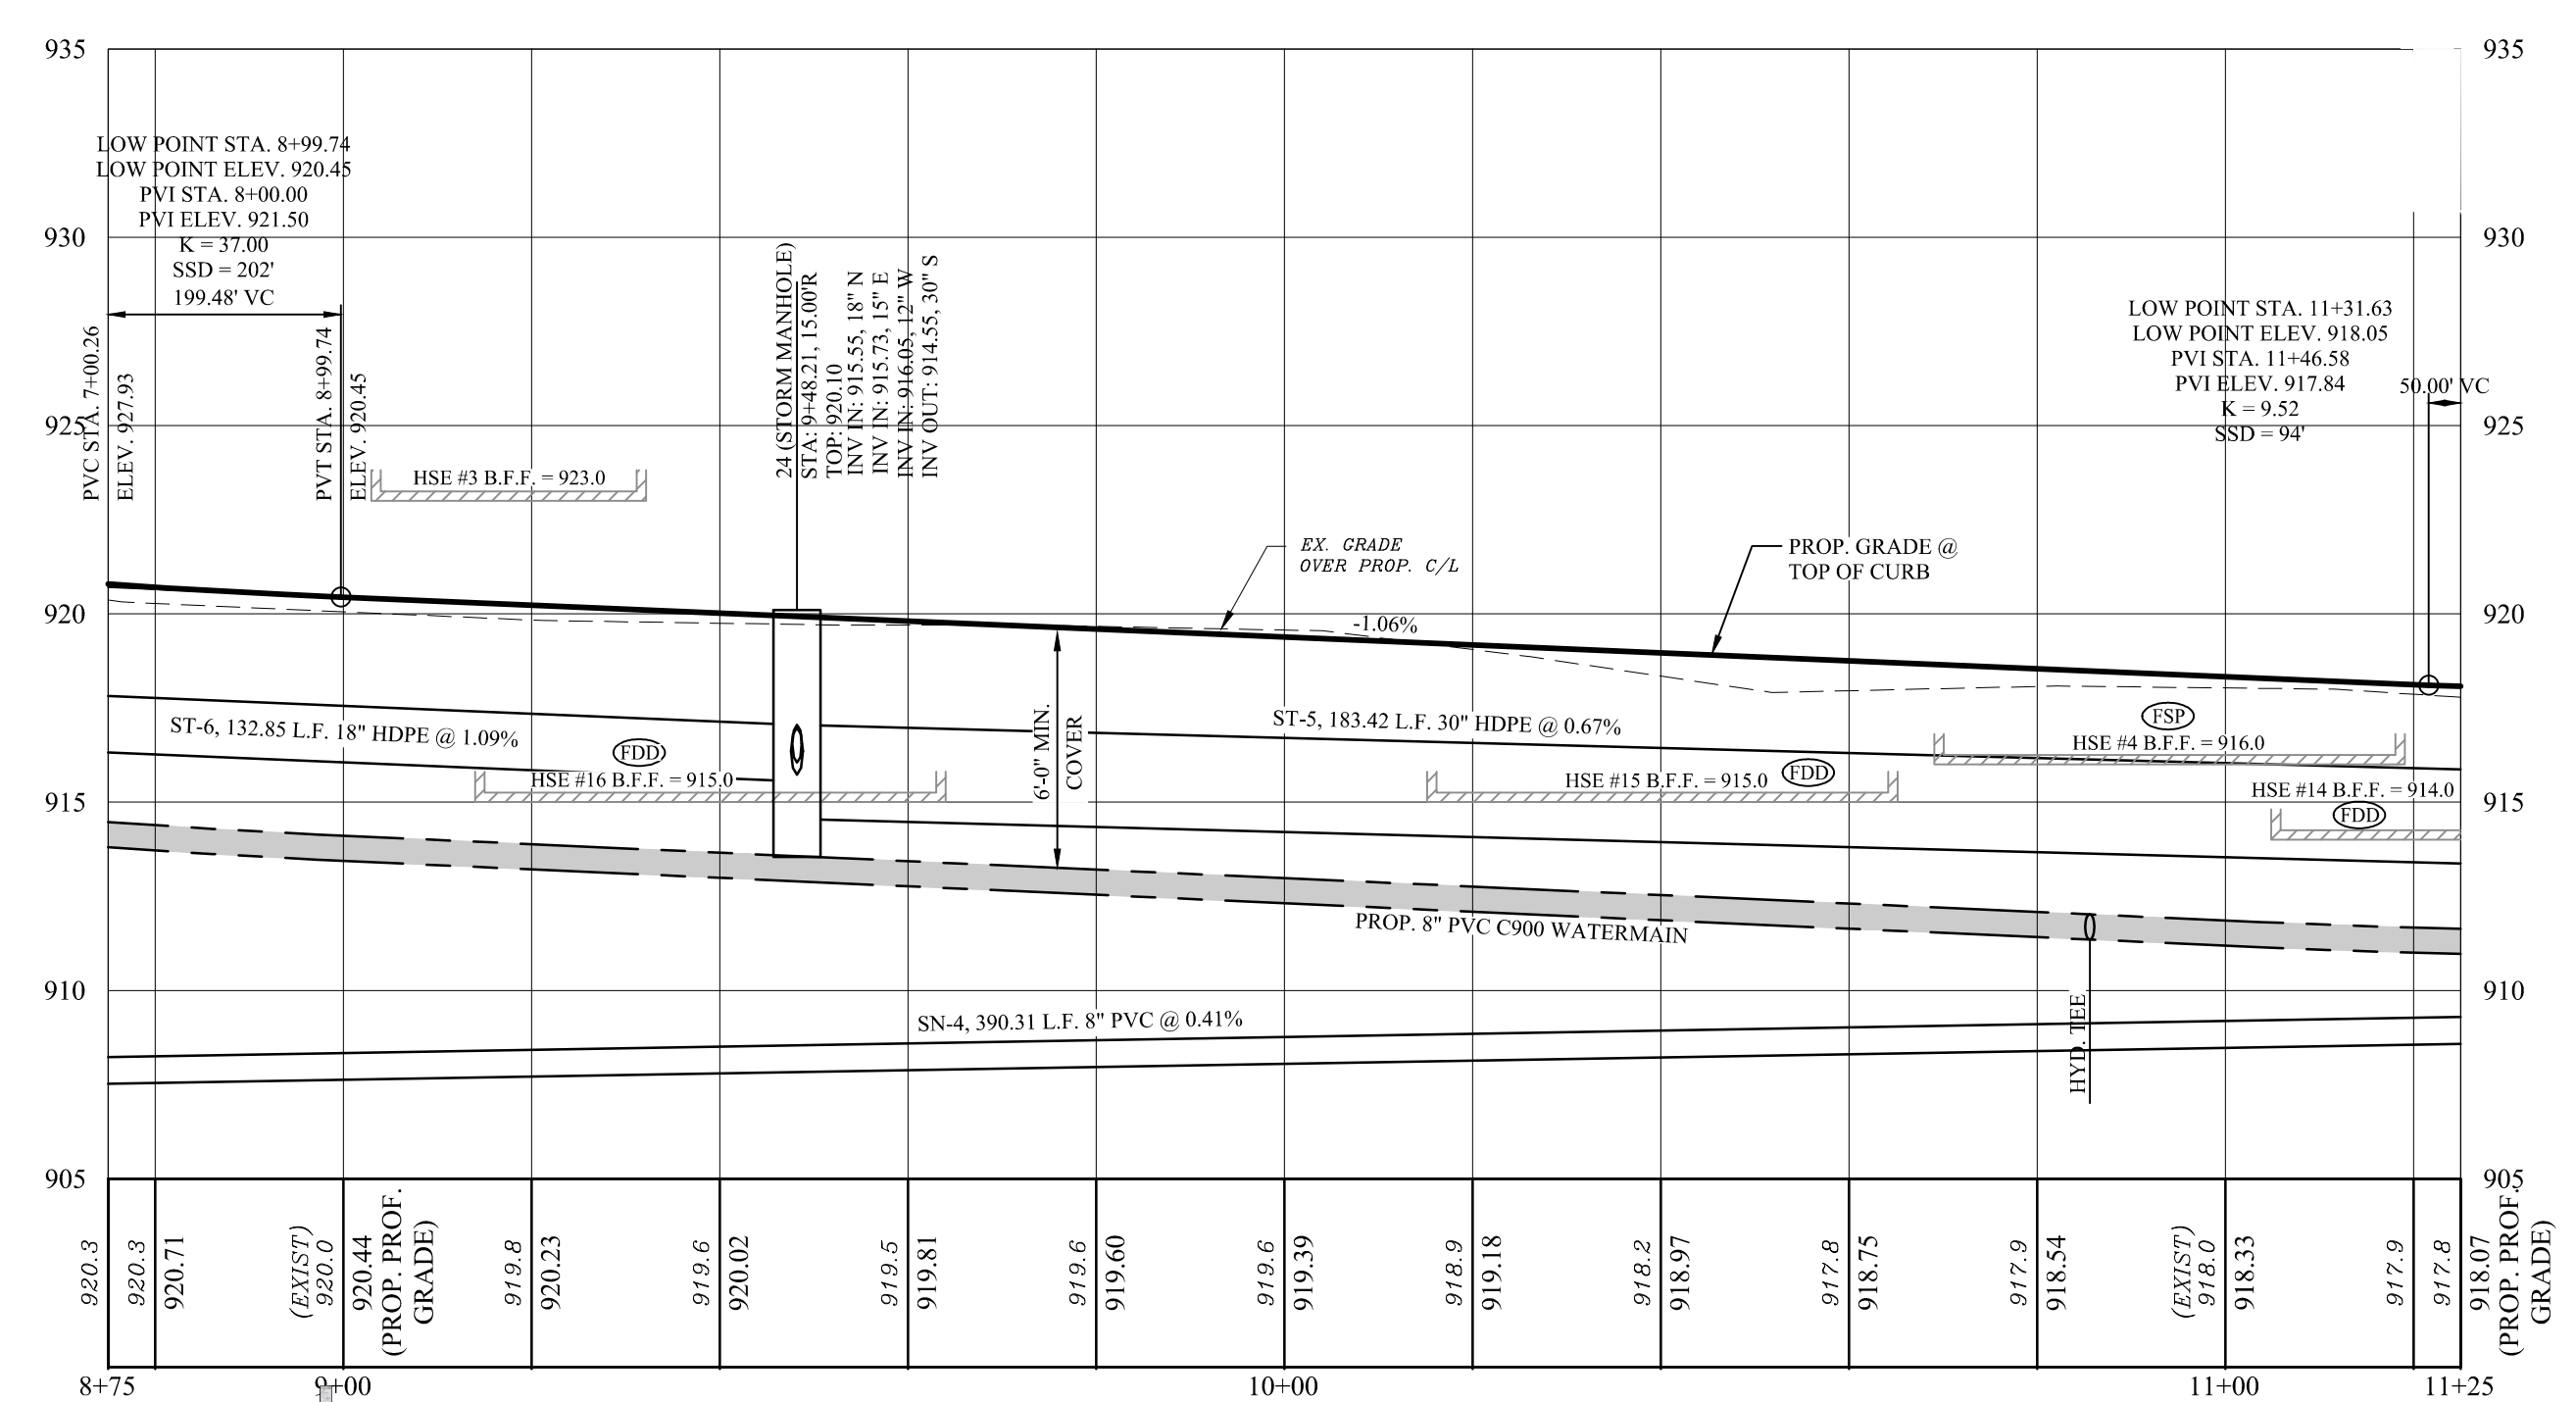 935
935
LOW POINT STA. 8+99.74
LOW POINT ELEV. 920.45
PVI STA. 8+00.00
PVI ELEV. 921.50
K = 37.00
SSD = 202'
199.48' VC
930
930
PVC STA. 7+00.26
ELEV. 927.93
PVT STA. 8+99.74
ELEV. 920.45
24 (STORM MANHOLE)
STA: 9+48.21, 15.00'R
TOP: 920.10
INV IN: 915.55, 18" N
INV IN: 915.73, 15" E
INV IN: 916.05, 12" W
INV OUT: 914.55, 30" S
LOW POINT STA. 11+31.63
LOW POINT ELEV. 918.05
PVI STA. 11+46.58
PVI ELEV. 917.84
K = 9.52
SSD = 94'
50.00' VC
925
925
HSE #3 B.F.F. = 923.0
EX. GRADE
OVER PROP. C/L
PROP. GRADE @
TOP OF CURB
920
920
-1.06%
ST-6, 132.85 L.F. 18" HDPE @ 1.09%
FDD
HSE #16 B.F.F. = 915.0
6'-0" MIN.
COVER
ST-5, 183.42 L.F. 30" HDPE @ 0.67%
HSE #15 B.F.F. = 915.0
FDD
FSP
HSE #4 B.F.F. = 916.0
HSE #14 B.F.F. = 914.0
FDD
915
915
PROP. 8" PVC C900 WATERMAIN
910
910
SN-4, 390.31 L.F. 8" PVC @ 0.41%
HYD. TEE
905
905
920.3
920.3
920.71
(EXIST)
920.0
920.44
(PROP. PROF.
GRADE)
919.8
920.23
919.6
920.02
919.5
919.81
919.6
919.60
919.6
919.39
918.9
919.18
918.2
918.97
917.8
918.75
917.9
918.54
(EXIST)
918.0
918.33
917.9
917.8
918.07
(PROP. PROF.
GRADE)
8+75
9+00
10+00
11+00
11+25